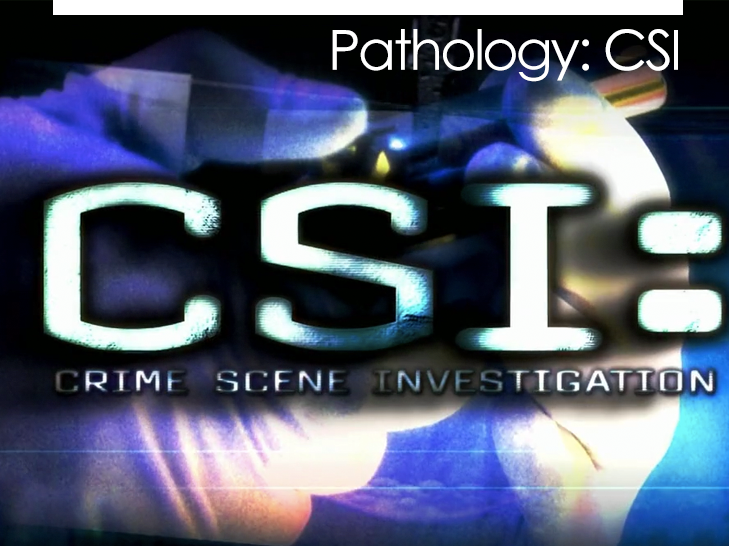 Pathology: CSI
CSI:
CRIME SCENE INVESTIGATION